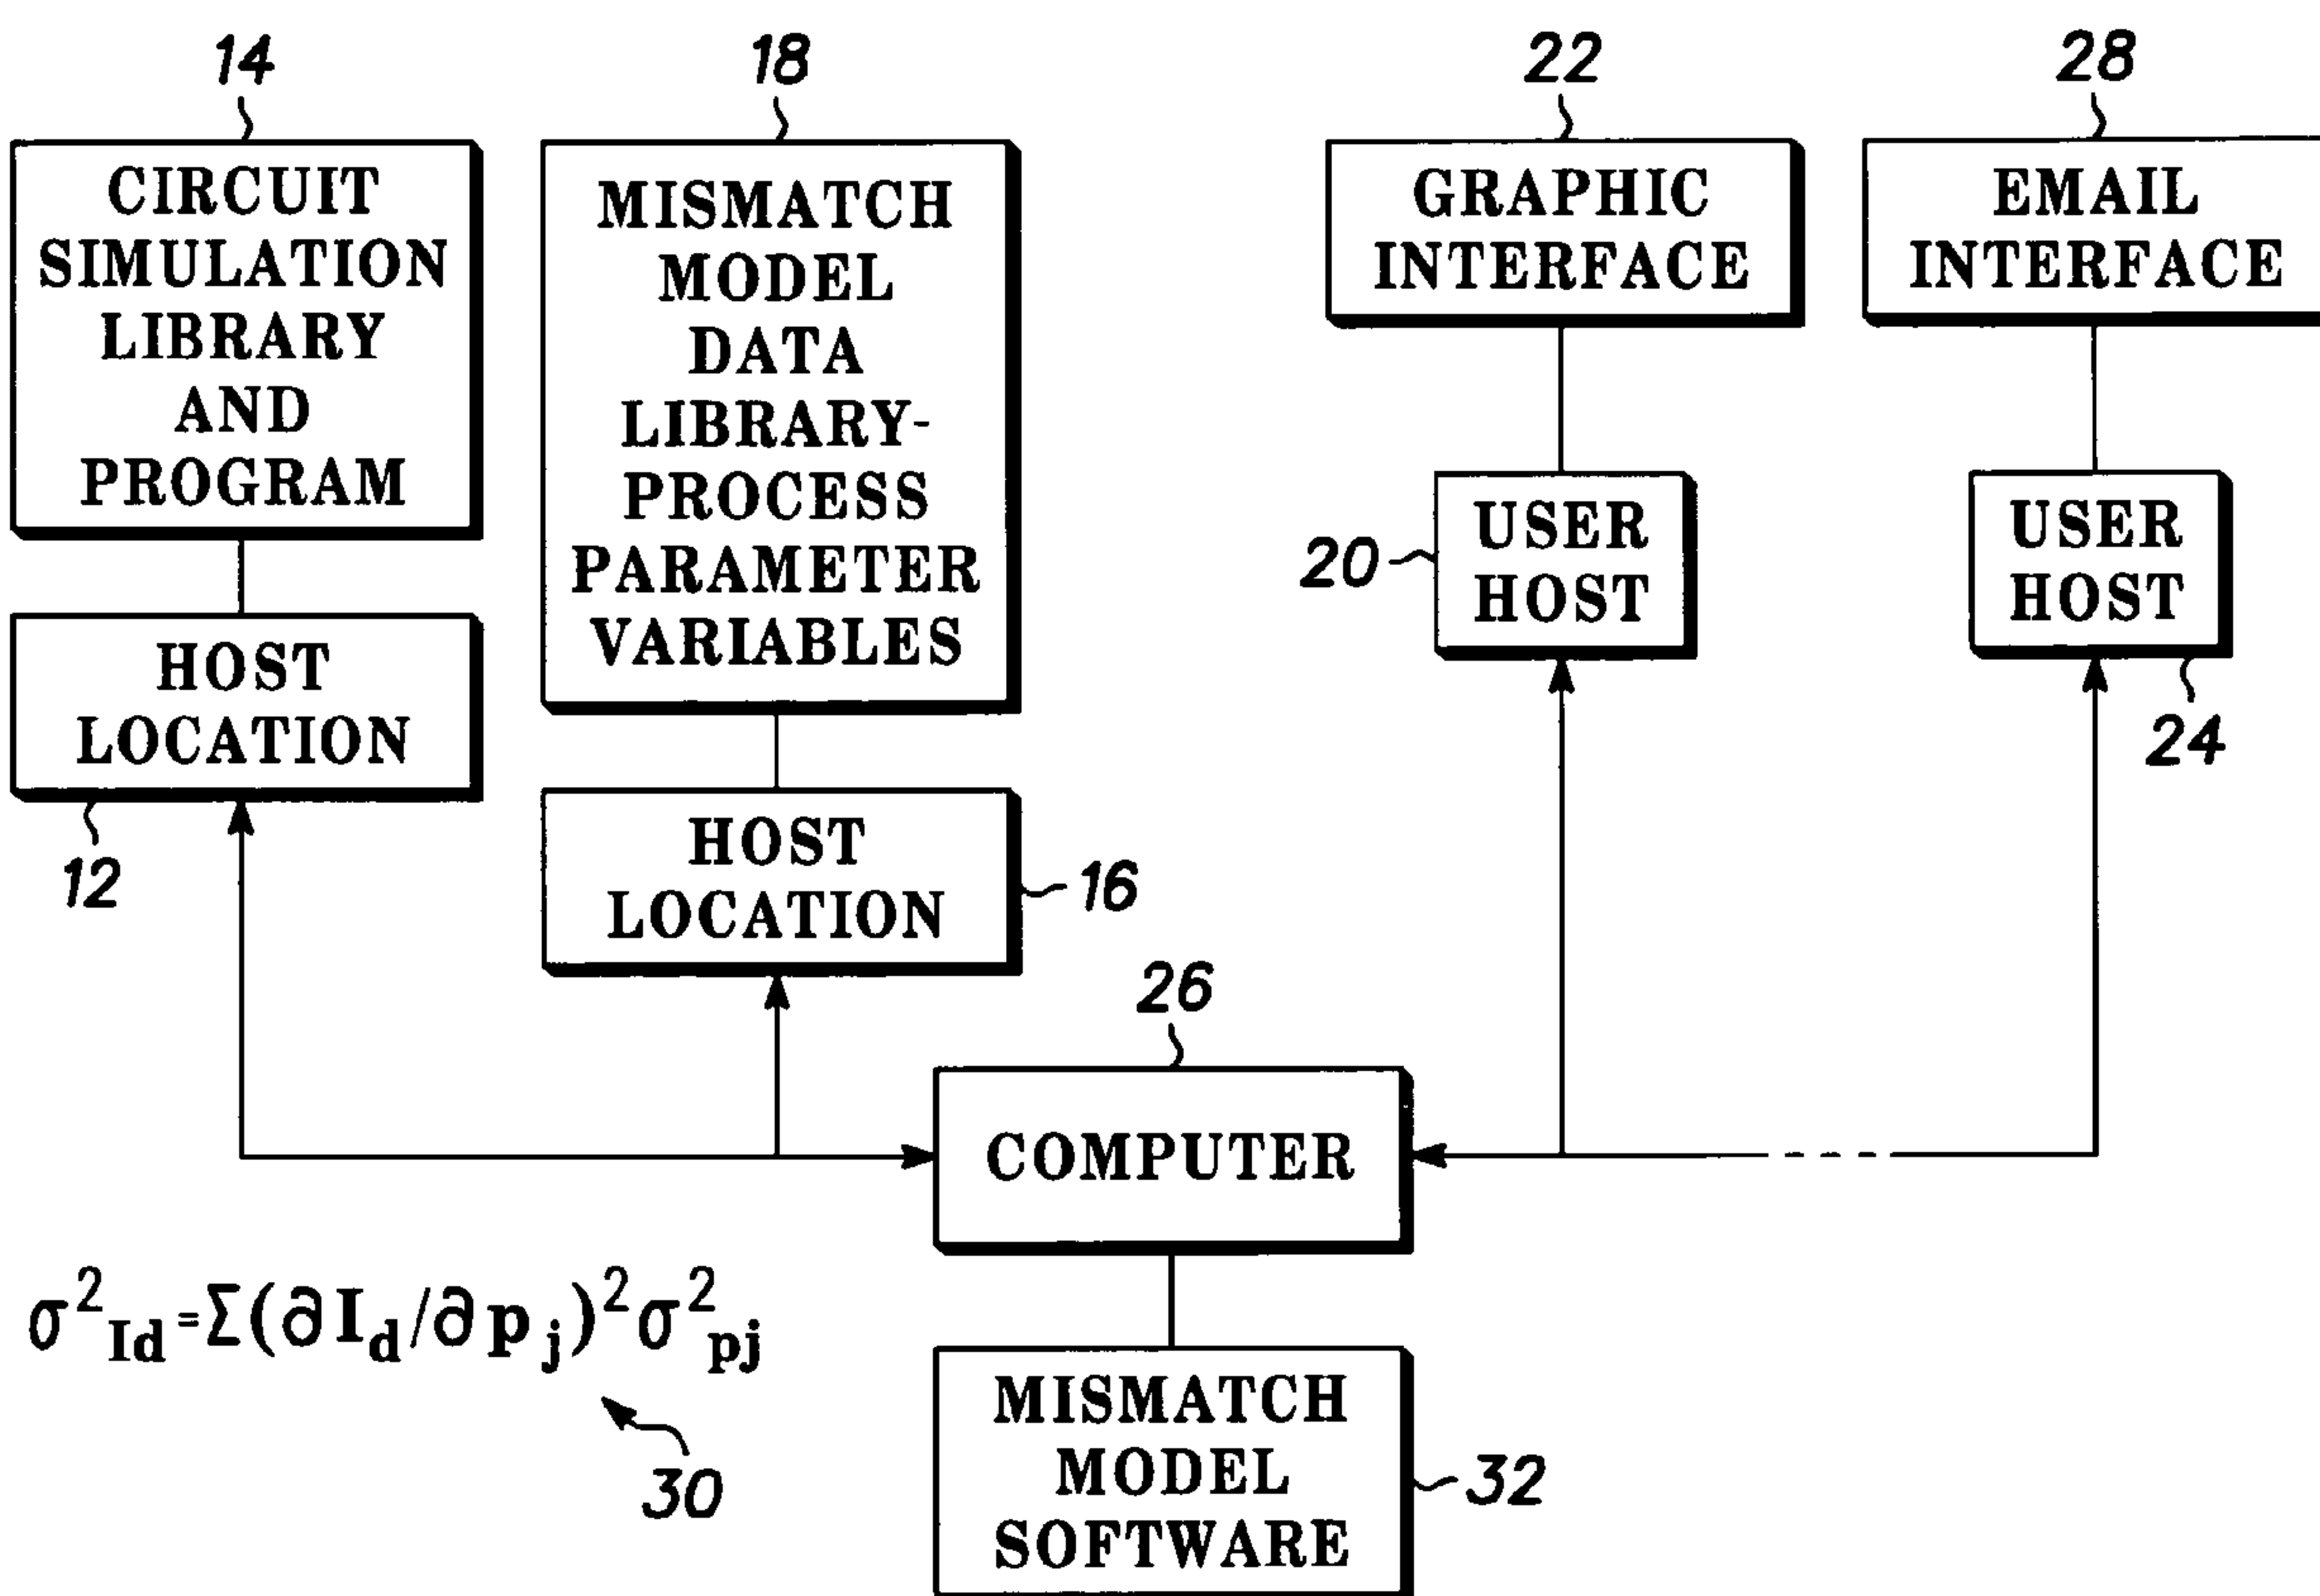 14
CIRCUIT
SIMULATION
LIBRARY
AND
PROGRAM
HOST
LOCATION
12
18
MISMATCH
MODEL
DATA
LIBRARY-
PROCESS
PARAMETER
VARIABLES
HOST
LOCATION
16
22
GRAPHIC
INTERFACE
USER
HOST
20
28
EMAIL
INTERFACE
USER
HOST
24
26
COMPUTER
MISMATCH
MODEL
SOFTWARE
32
σ²Id=Σ(∂Id/∂pj)²σ²pj
30